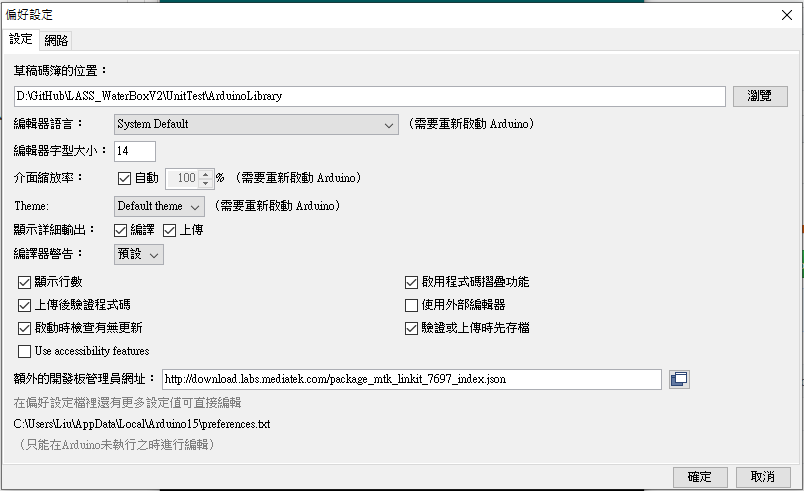 偏好設定
設定 網路
草稿碼簿的位置：
D:\GitHub\LASS_WaterBoxV2\UnitTest\ArduinoLibrary 瀏覽
編輯器語言： System Default （需要重新啟動 Arduino）
編輯器字型大小： 14
介面縮放率： 自動 100 % （需要重新啟動 Arduino）
Theme: Default theme （需要重新啟動 Arduino）
顯示詳細輸出： 編譯 上傳
編譯器警告： 預設
顯示行數 啟用程式碼摺疊功能
上傳後驗證程式碼 使用外部編輯器
啟動時檢查有無更新 驗證或上傳時先存檔
Use accessibility features
額外的開發板管理員網址： http://download.labs.mediatek.com/package_mtk_linkit_7697_index.json
在偏好設定檔裡還有更多設定值可直接編輯
C:\Users\Liu\AppData\Local\Arduino15\preferences.txt
（只能在Arduino未執行之時進行編輯）
確定 取消